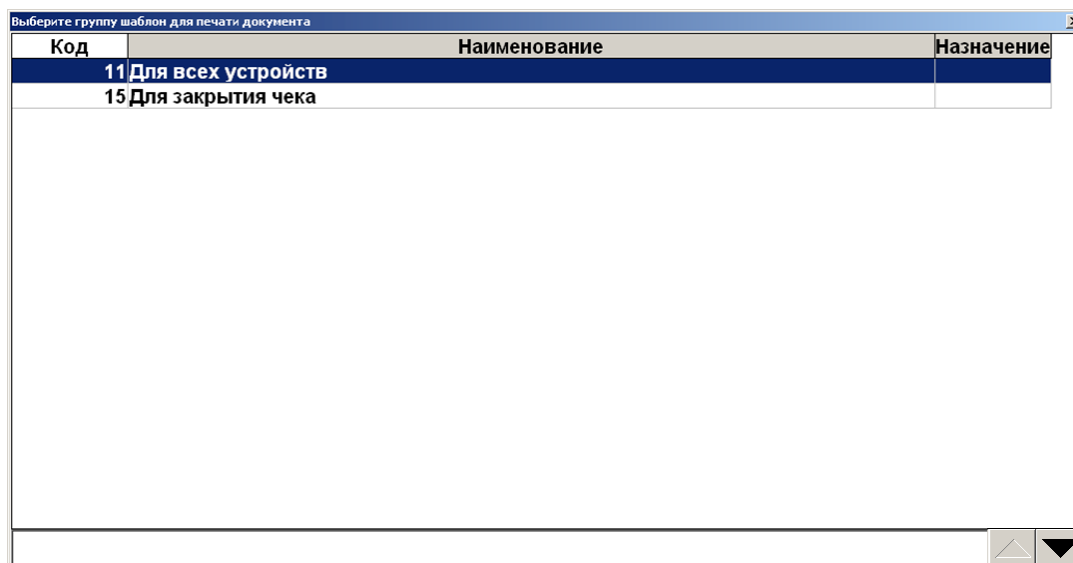 Выберите группу шаблон для печати документа
Код Наименование Назначение
11 Для всех устройств
15 Для закрытия чека